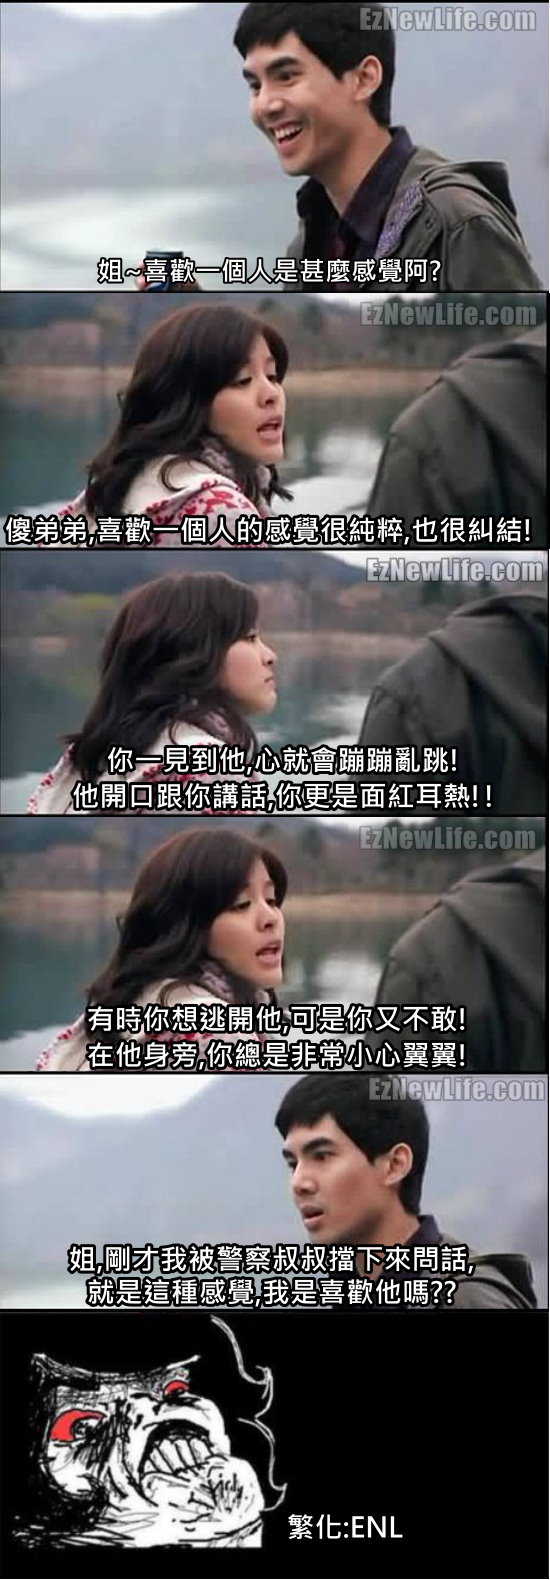 EzNewLife.com
姐~喜歡一個人是甚麼感覺阿?
EzNewLife.com
傻弟弟,喜歡一個人的感覺很純粹,也很糾結!
EzNewLife.com
你一見到他,心就會蹦蹦亂跳!
他開口跟你講話,你更是面紅耳熱!!
EzNewLife.com
有時你想逃開他,可是你又不敢!
在他身旁,你總是非常小心翼翼!
EzNewLife.com
姐,剛才我被警察叔叔擋下來問話,
就是這種感覺,我是喜歡他嗎??
繁化:ENL